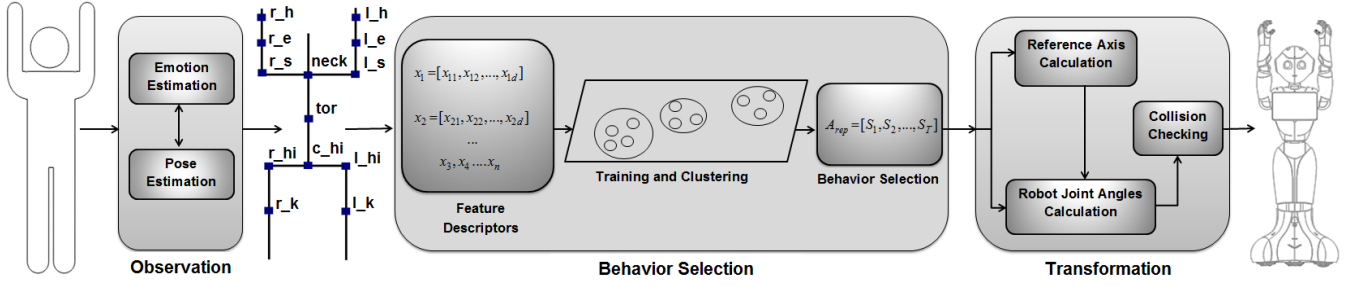 Emotion
Estimation
Pose
Estimation
Observation
r_h
l_h
r_e
l_e
r_s
neck
l_s
tor
r_hi
c_hi
l_hi
r_k
l_k
x₁ =[x₁₁, x₁₂,..., x₁d]
x₂ =[x₂₁, x₂₂,..., x₂d]
...
x₃, x₄ ....xₙ
Feature
Descriptors
Training and Clustering
A_rep =[S₁, S₂,..., S_T]
Behavior Selection
Behavior Selection
Reference Axis
Calculation
Collision
Checking
Robot Joint Angles
Calculation
Transformation